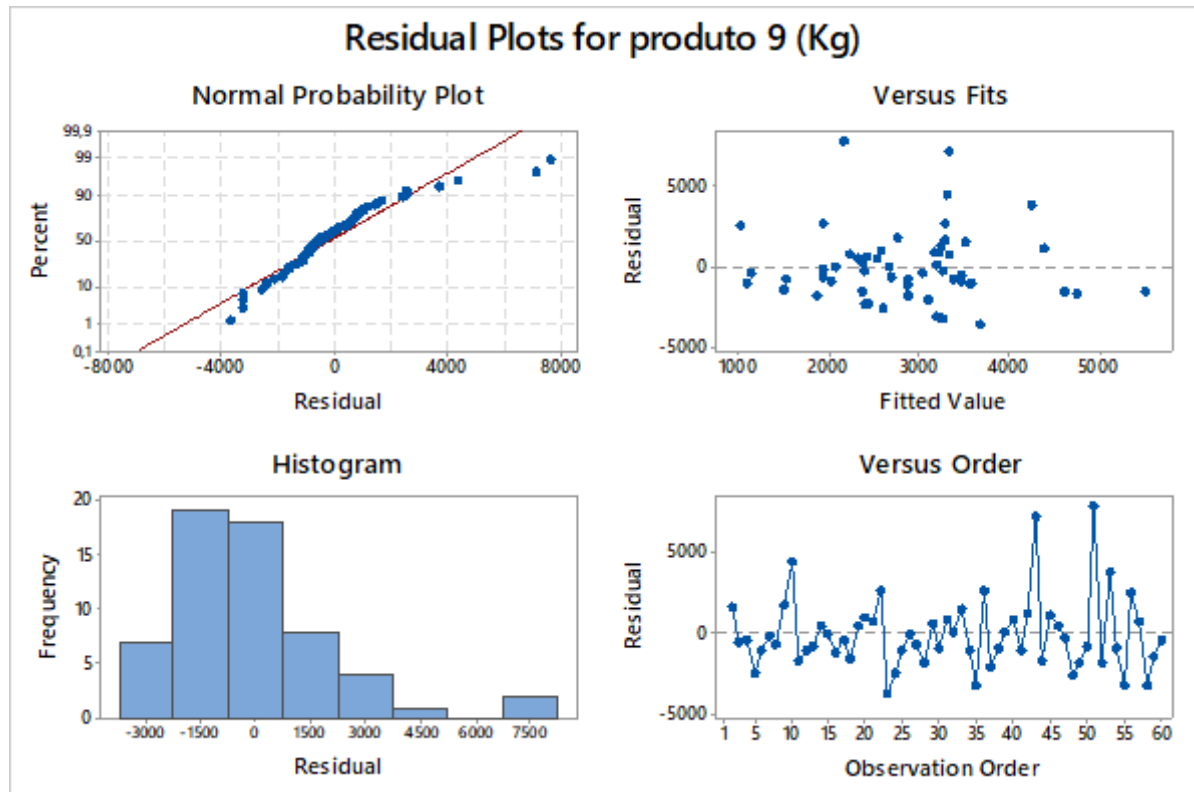 Residual Plots for produto 9 (Kg)
Normal Probability Plot
99,9
99
90
50
10
1
0,1
Percent
-8000 -4000 0 4000 8000
Residual
Versus Fits
5000
0
-5000
Residual
1000 2000 3000 4000 5000
Fitted Value
Histogram
20
15
10
5
0
Frequency
-3000 -1500 0 1500 3000 4500 6000 7500
Residual
Versus Order
5000
0
-5000
Residual
1 5 10 15 20 25 30 35 40 45 50 55 60
Observation Order